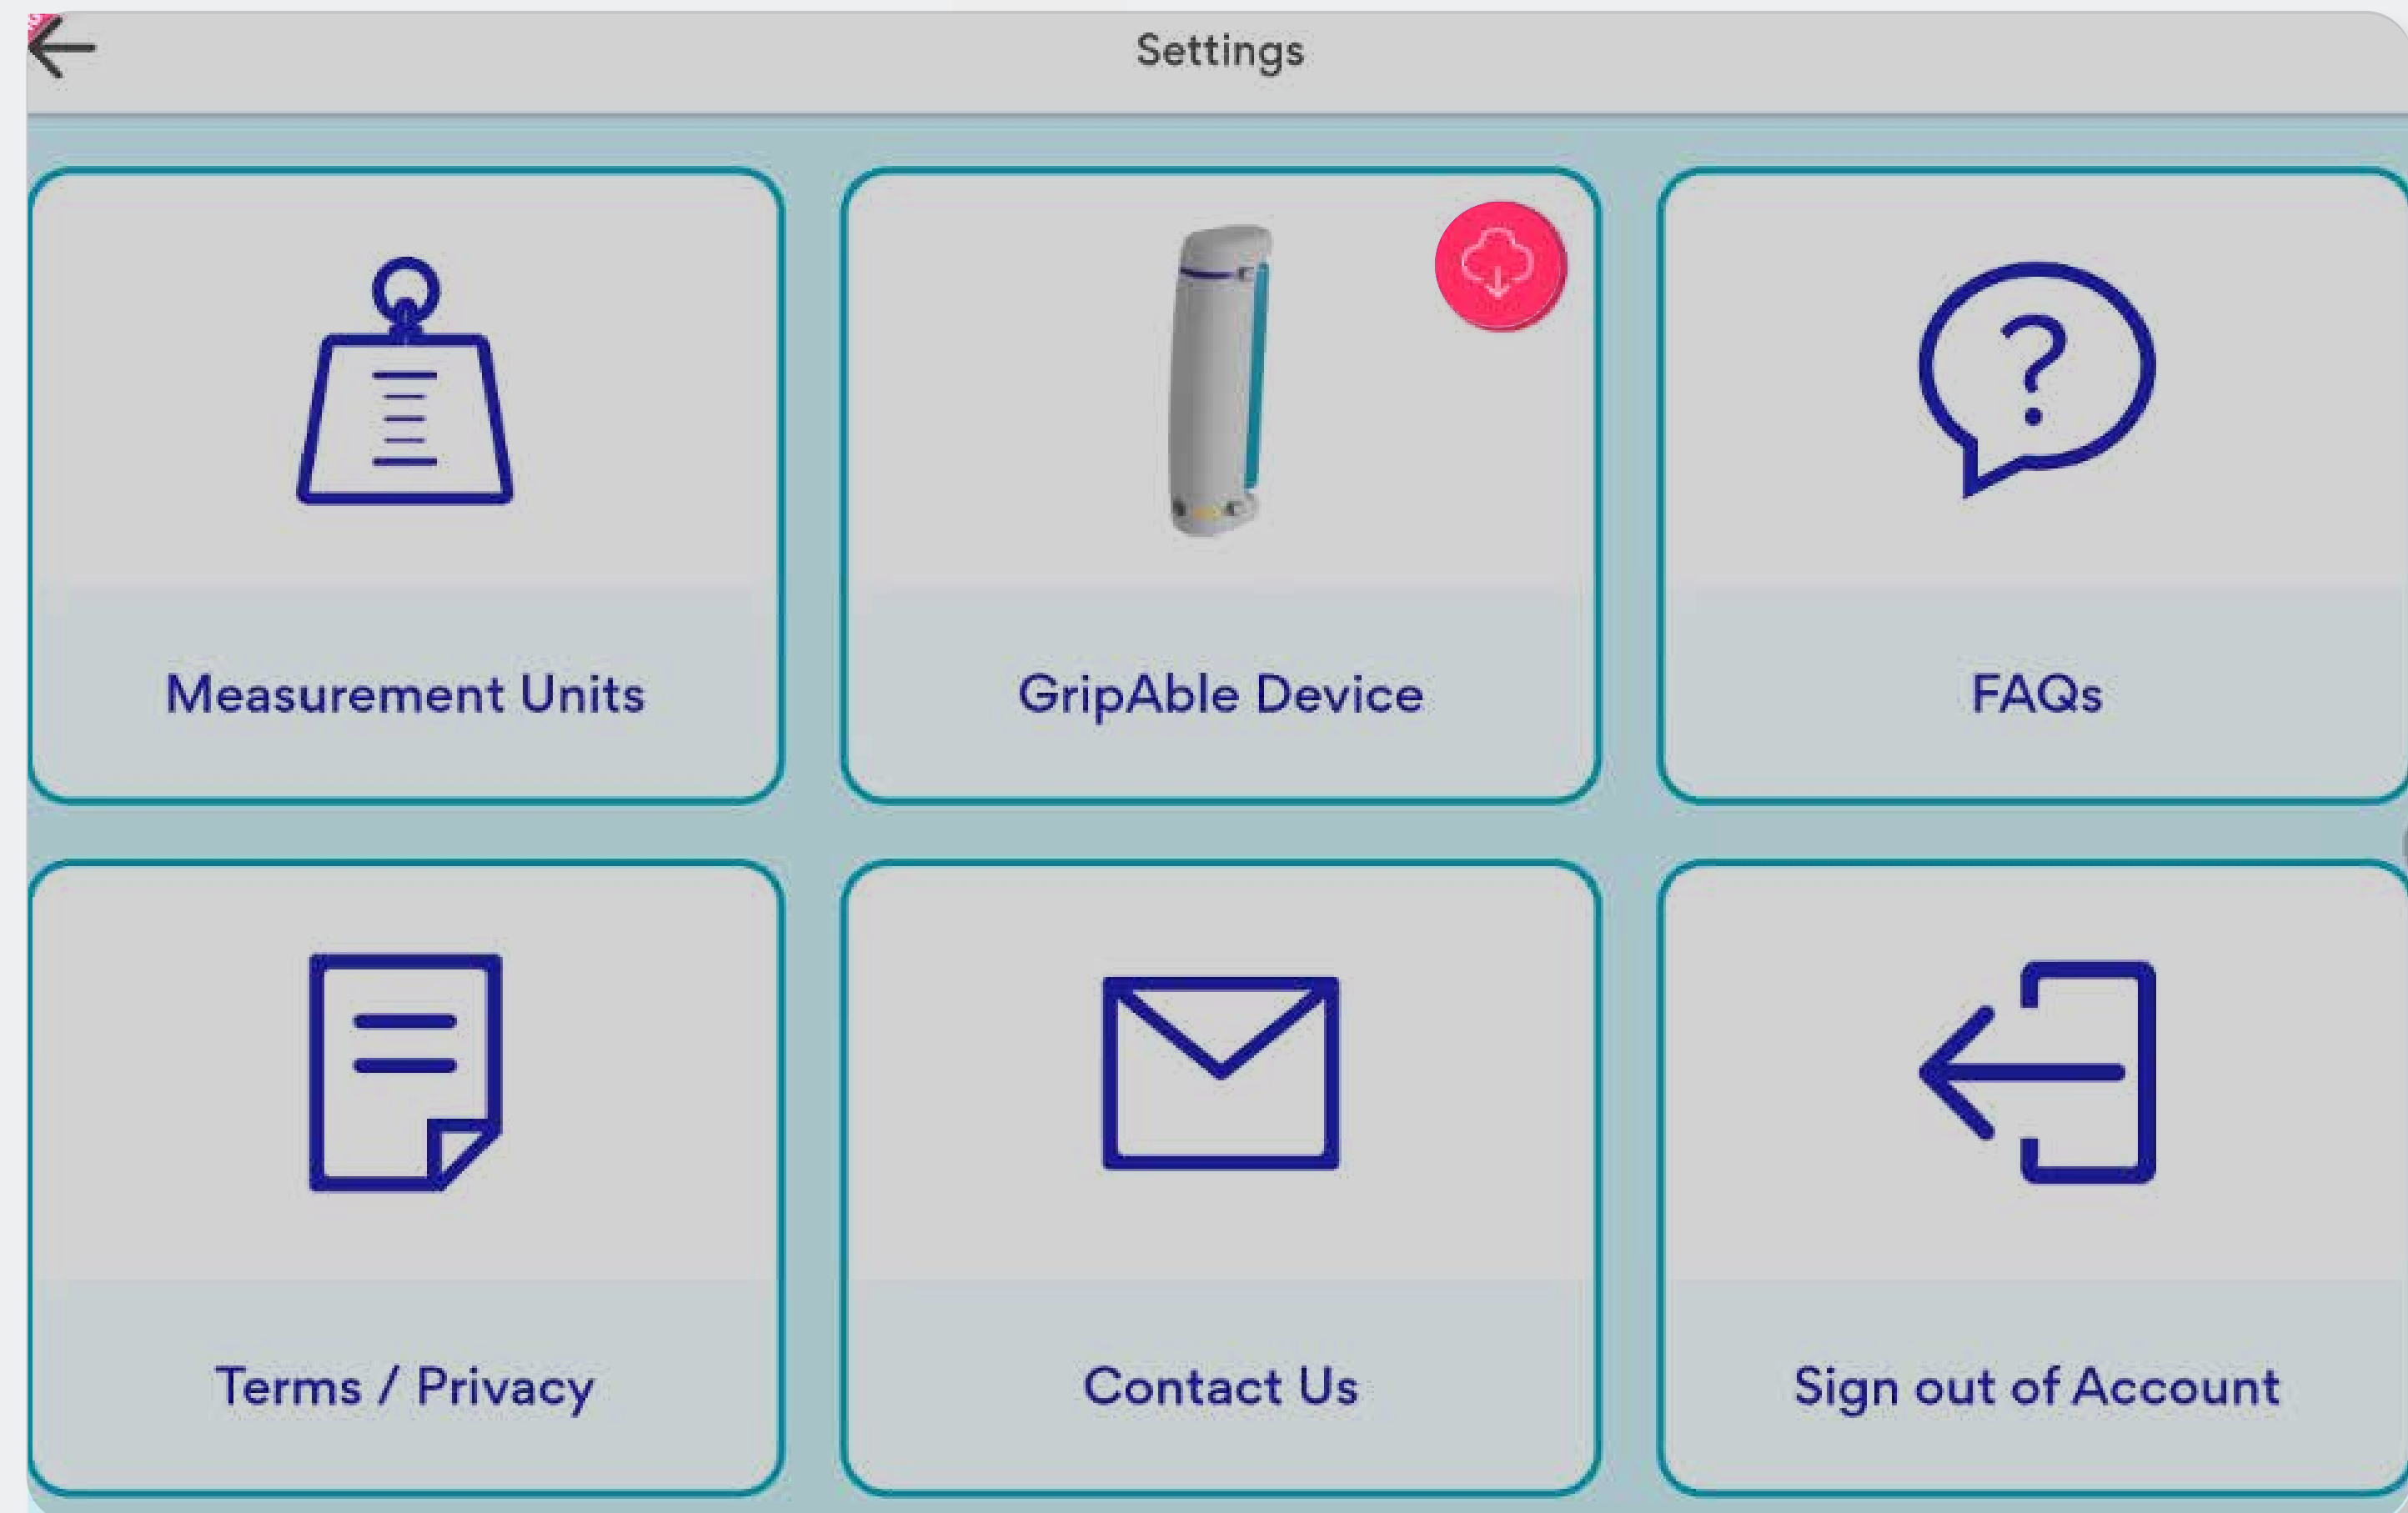 Settings
Measurement Units
GripAble Device
FAQs
Terms / Privacy
Contact Us
Sign out of Account